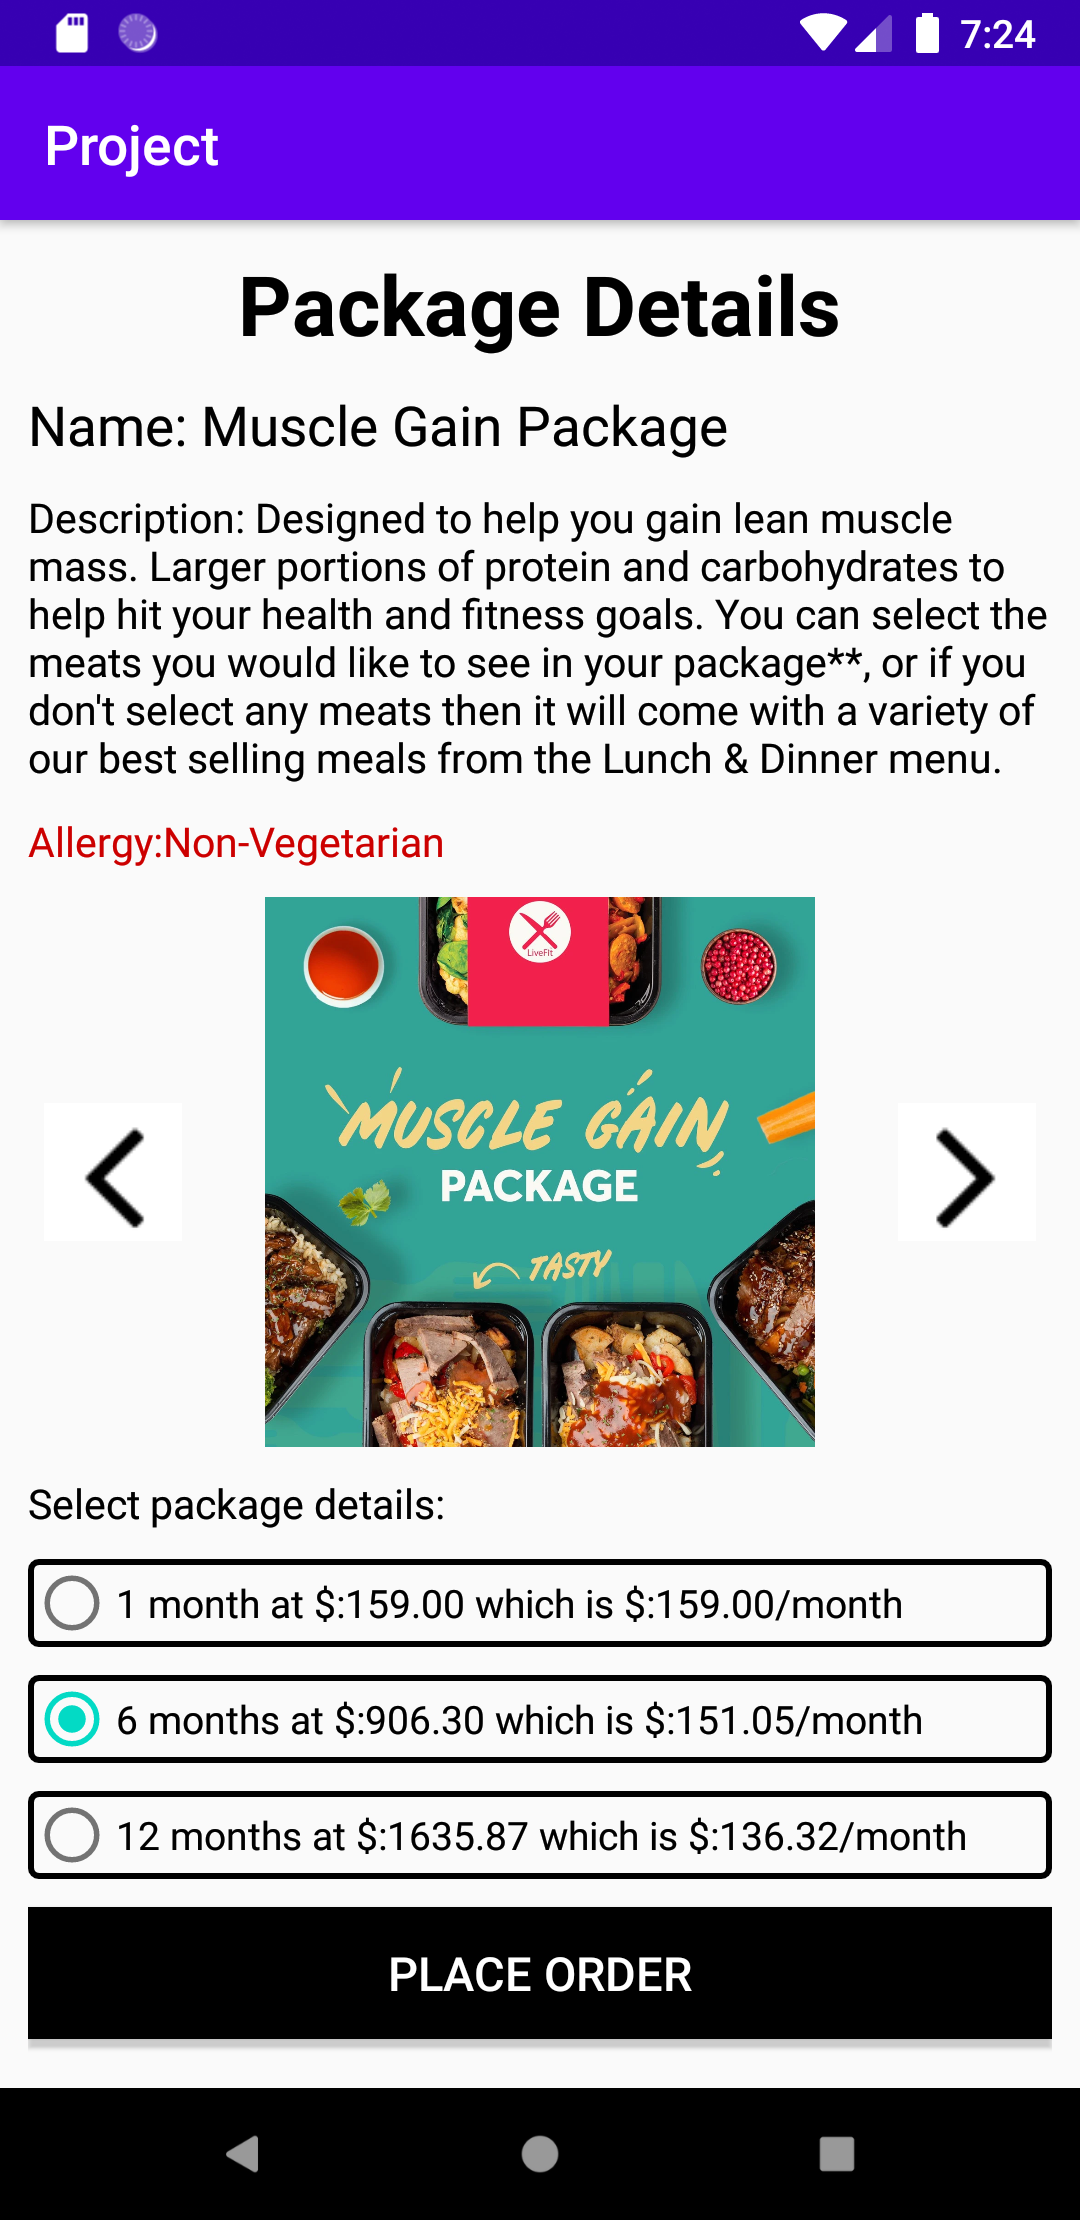 7:24
Project
Package Details
Name: Muscle Gain Package
Description: Designed to help you gain lean muscle
mass. Larger portions of protein and carbohydrates to
help hit your health and fitness goals. You can select the
meats you would like to see in your package**, or if you
don't select any meats then it will come with a variety of
our best selling meals from the Lunch & Dinner menu.
Allergy:Non-Vegetarian
LiveFIt
MUSCLE GAIN
PACKAGE
TASTY
Select package details:
1 month at $:159.00 which is $:159.00/month
6 months at $:906.30 which is $:151.05/month
12 months at $:1635.87 which is $:136.32/month
PLACE ORDER